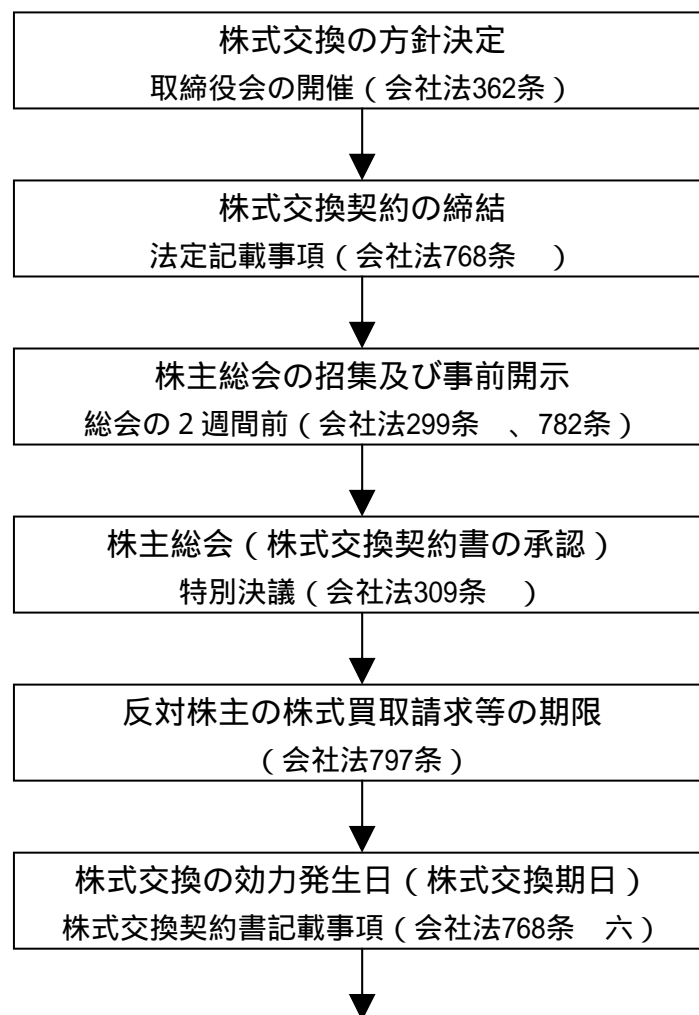 株式交換の方針決定
取締役会の開催（会社法362条）
株式交換契約の締結
法定記載事項（会社法768条　）
株主総会の招集及び事前開示
総会の２週間前（会社法299条　、782条）
株主総会（株式交換契約書の承認）
特別決議（会社法309条　）
反対株主の株式買取請求等の期限
（会社法797条）
株式交換の効力発生日（株式交換期日）
株式交換契約書記載事項（会社法768条　六）